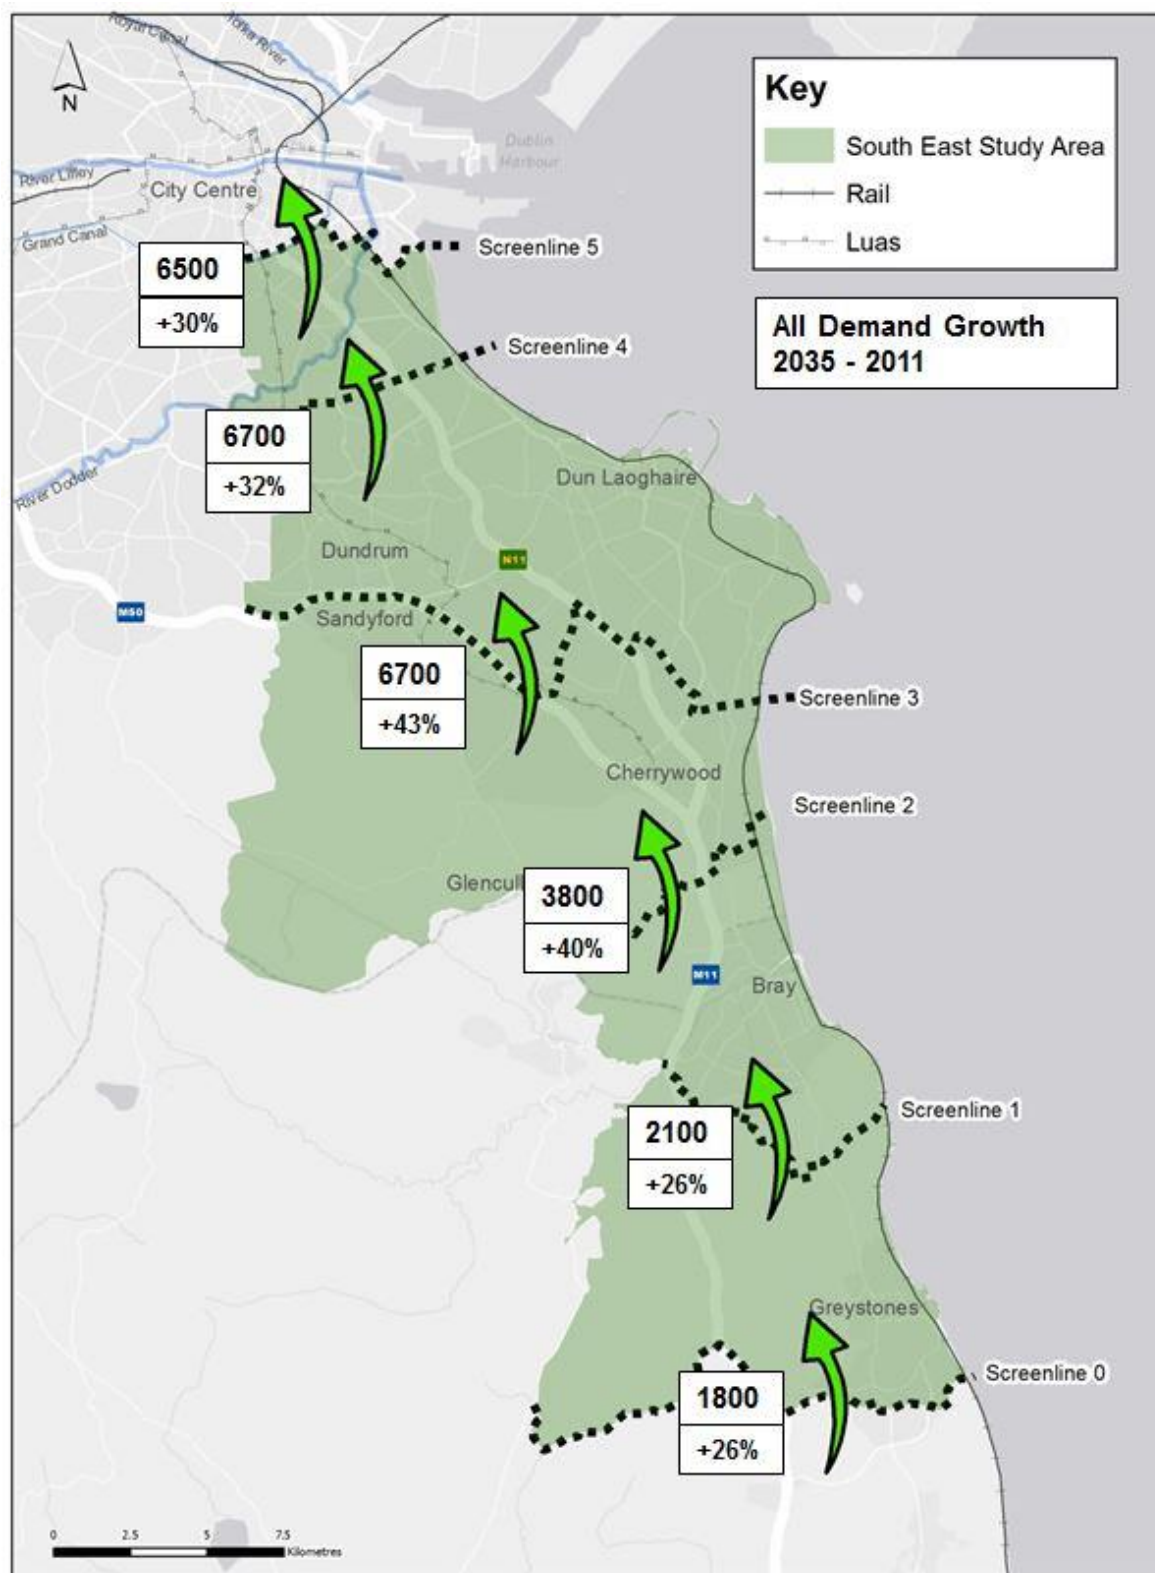 Royal Canal
Tolka River
N
Key
South East Study Area
Rail
Luas
Dublin
Harbour
River Liffey
City Centre
Grand Canal
Screenline 5
6500
+30%
All Demand Growth
2035 - 2011
Screenline 4
6700
+32%
River Dodder
Dun Laoghaire
Dundrum
N11
M50
Sandyford
6700
+43%
Screenline 3
Cherrywood
Screenline 2
Glencull
3800
+40%
M11
Bray
Screenline 1
2100
+26%
Greystones
Screenline 0
1800
+26%
0 2.5 5 7.5
Kilometres